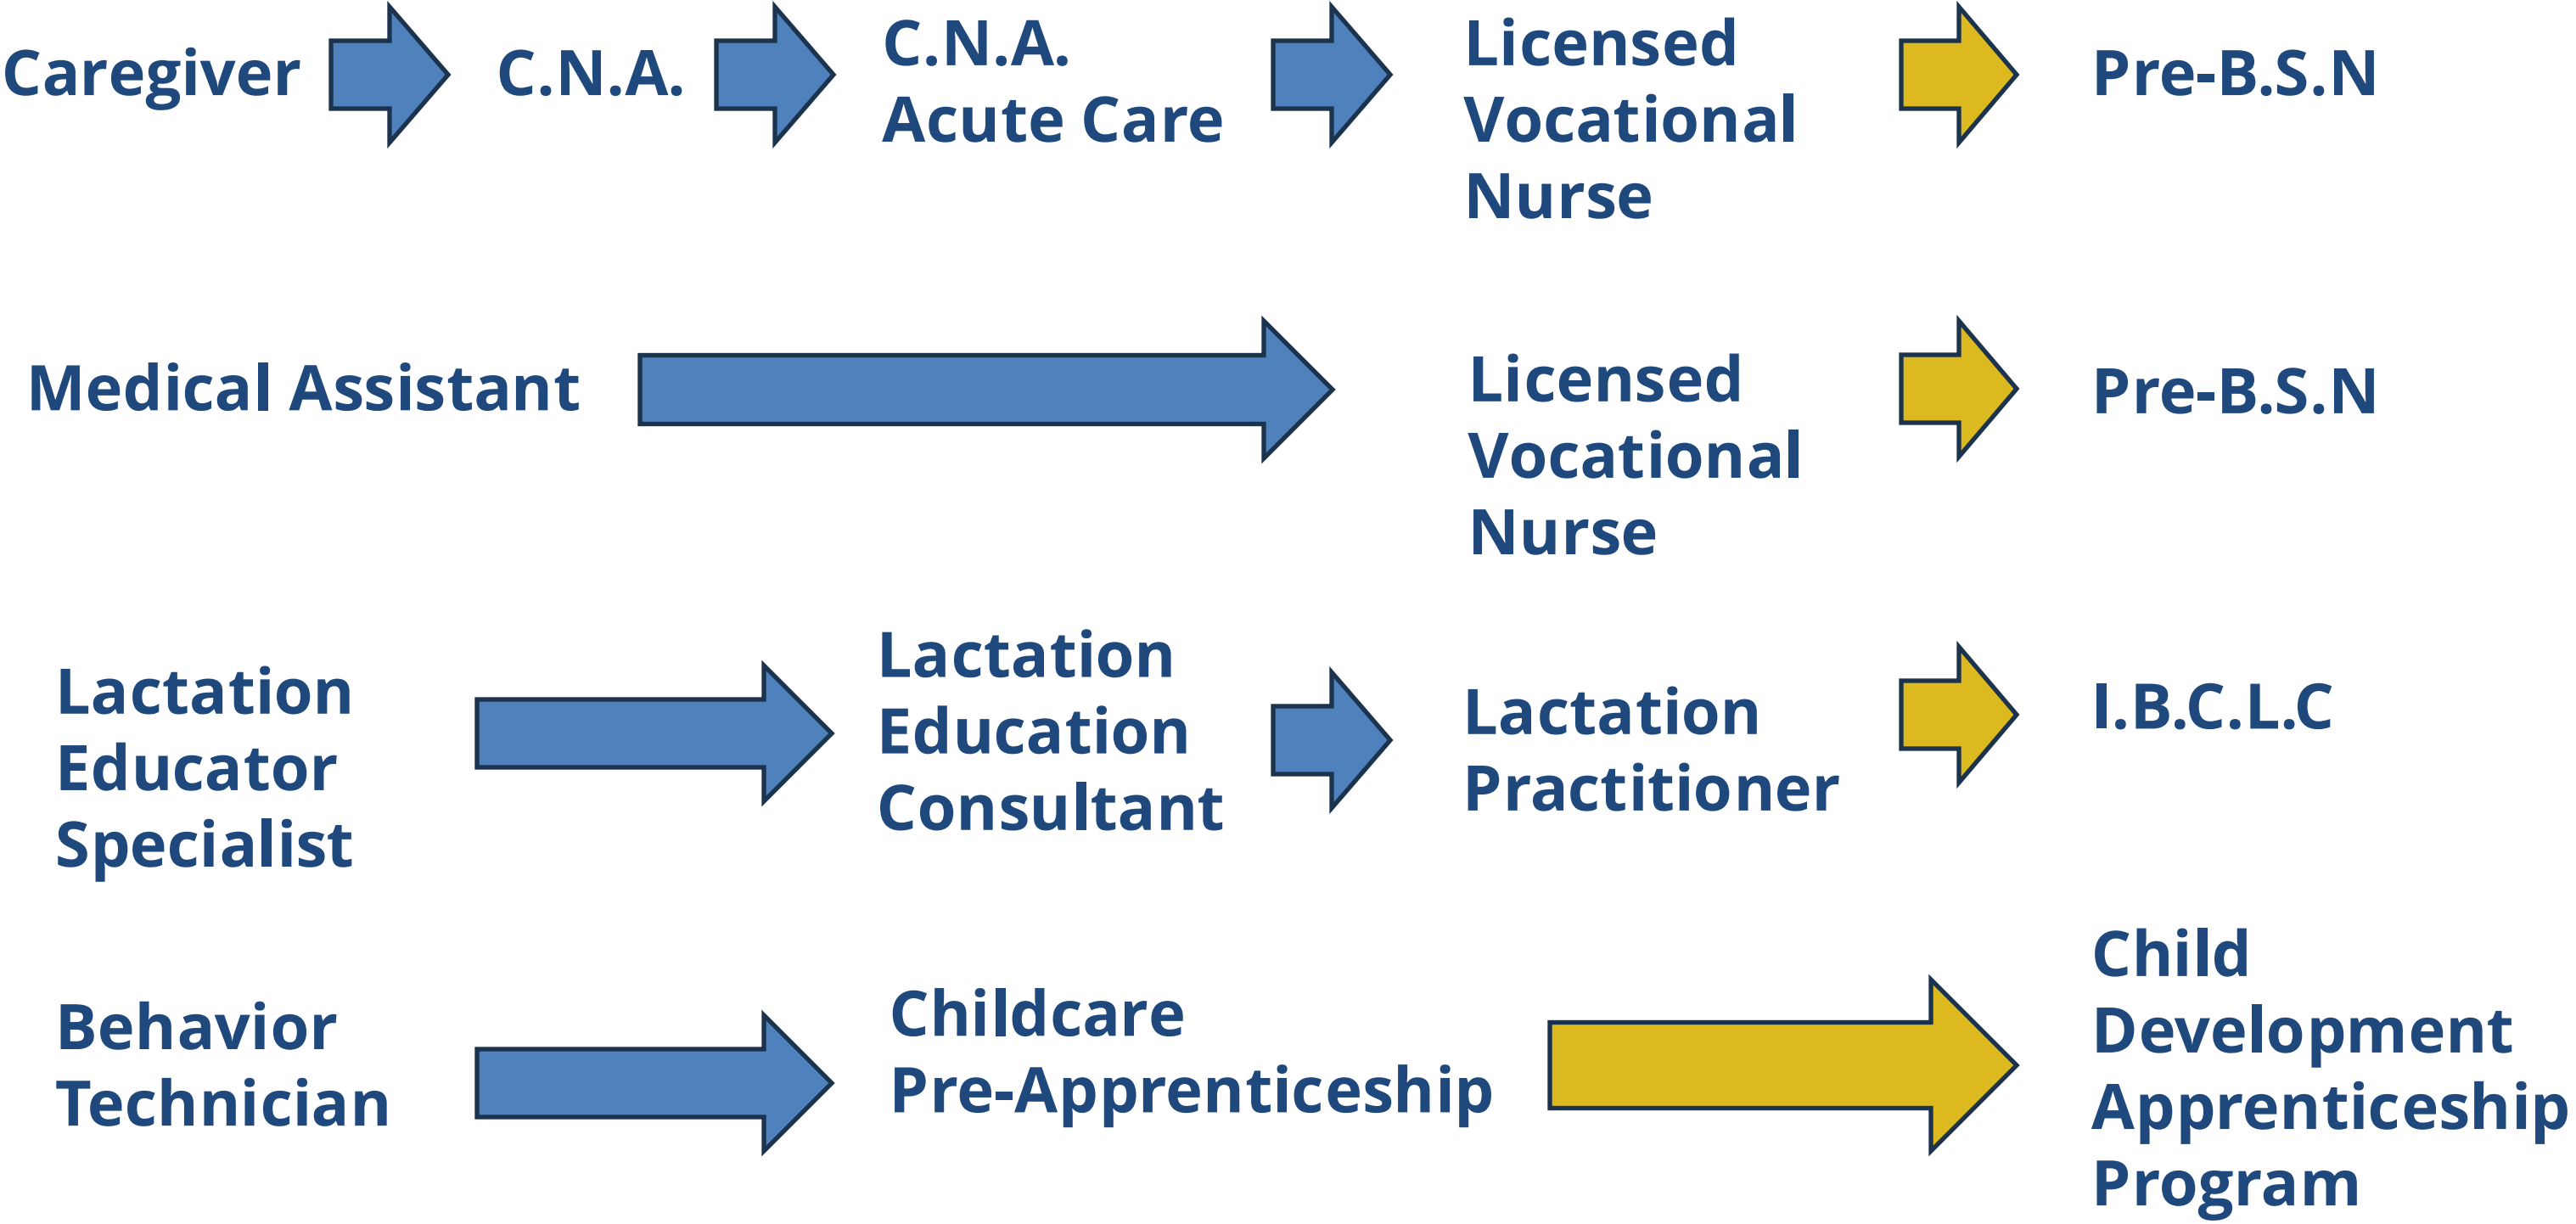 Caregiver
C.N.A.
C.N.A.
Acute Care
Licensed
Vocational
Nurse
Pre-B.S.N
Medical Assistant
Licensed
Vocational
Nurse
Pre-B.S.N
Lactation
Educator
Specialist
Lactation
Education
Consultant
Lactation
Practitioner
I.B.C.L.C
Behavior
Technician
Childcare
Pre-Apprenticeship
Child
Development
Apprenticeship
Program